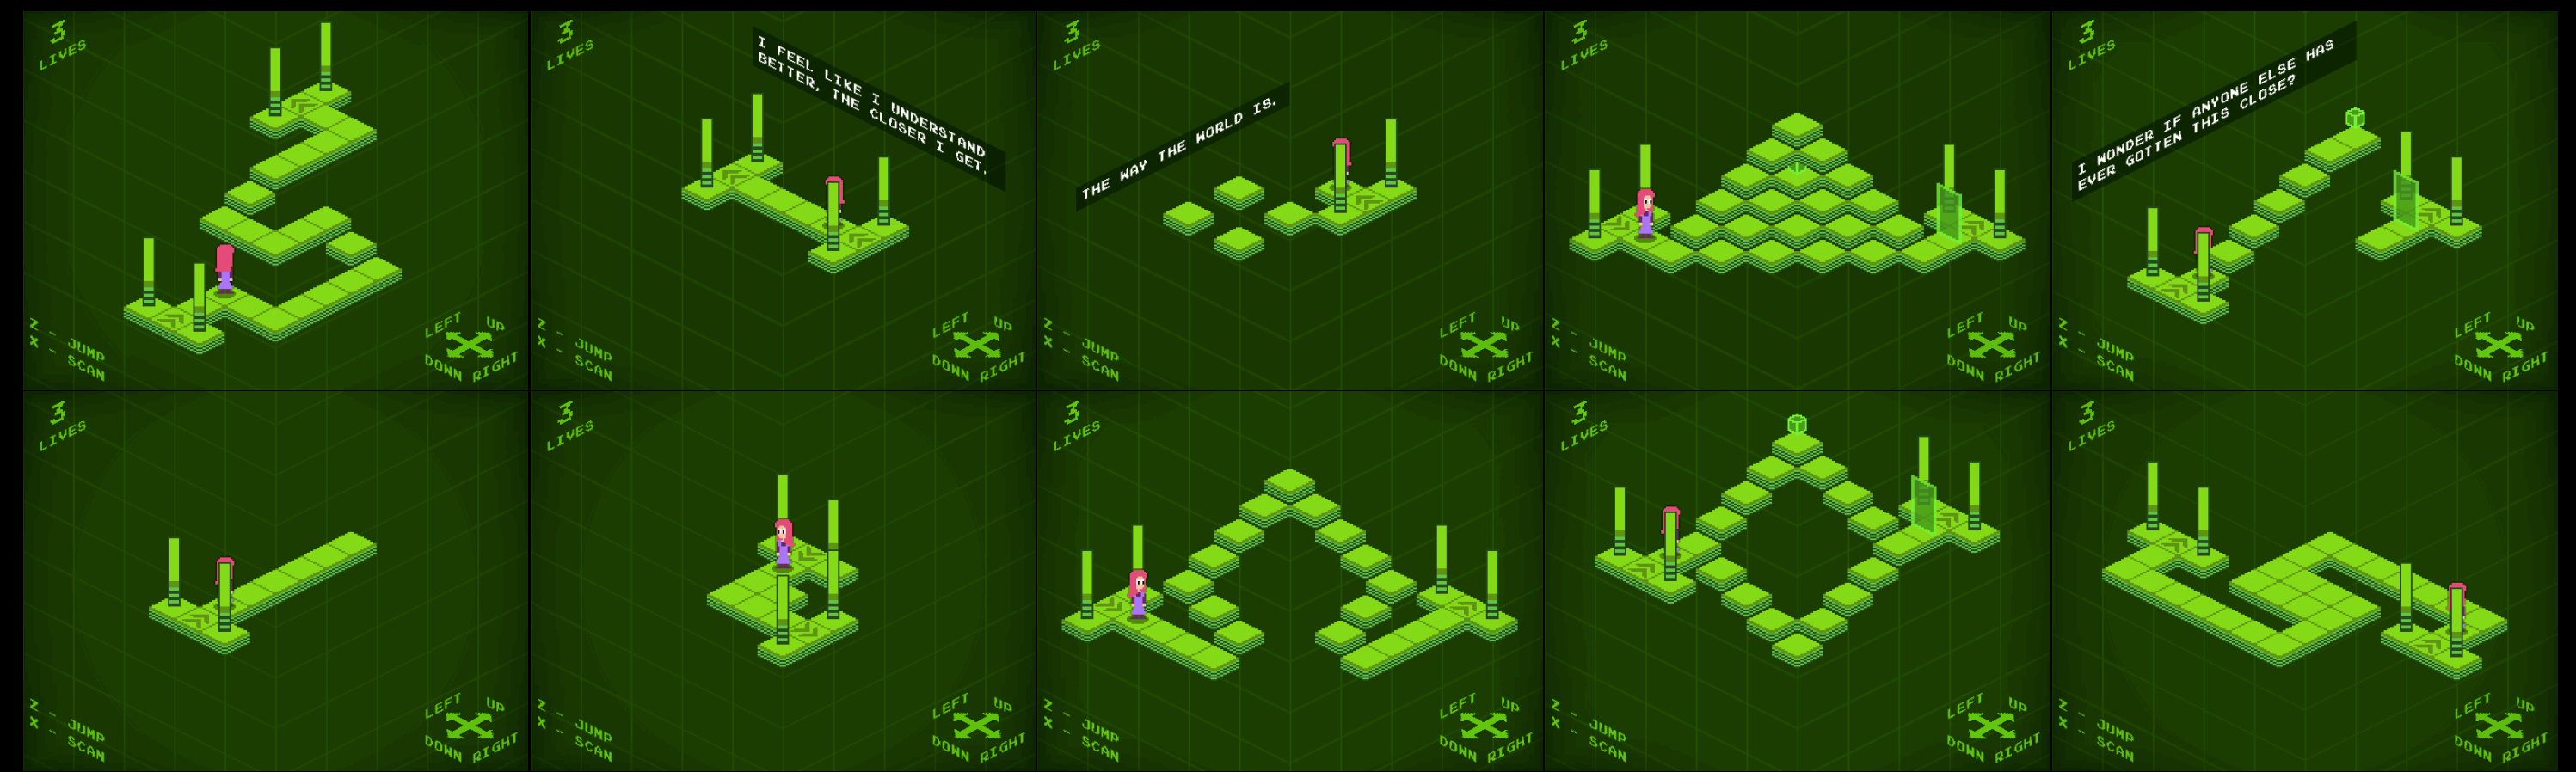 3
LIVES
Z - JUMP
X - SCAN
LEFT UP
DOWN RIGHT
3
LIVES
I FEEL LIKE I UNDERSTAND
BETTER, THE CLOSER I GET.
Z - JUMP
X - SCAN
LEFT UP
DOWN RIGHT
3
LIVES
THE WAY THE WORLD IS.
Z - JUMP
X - SCAN
LEFT UP
DOWN RIGHT
3
LIVES
Z - JUMP
X - SCAN
LEFT UP
DOWN RIGHT
3
LIVES
I WONDER IF ANYONE ELSE HAS
EVER GOTTEN THIS CLOSE?
Z - JUMP
X - SCAN
LEFT UP
DOWN RIGHT
3
LIVES
Z - JUMP
X - SCAN
LEFT UP
DOWN RIGHT
3
LIVES
Z - JUMP
X - SCAN
LEFT UP
DOWN RIGHT
3
LIVES
Z - JUMP
X - SCAN
LEFT UP
DOWN RIGHT
3
LIVES
Z - JUMP
X - SCAN
LEFT UP
DOWN RIGHT
3
LIVES
Z - JUMP
X - SCAN
LEFT UP
DOWN RIGHT